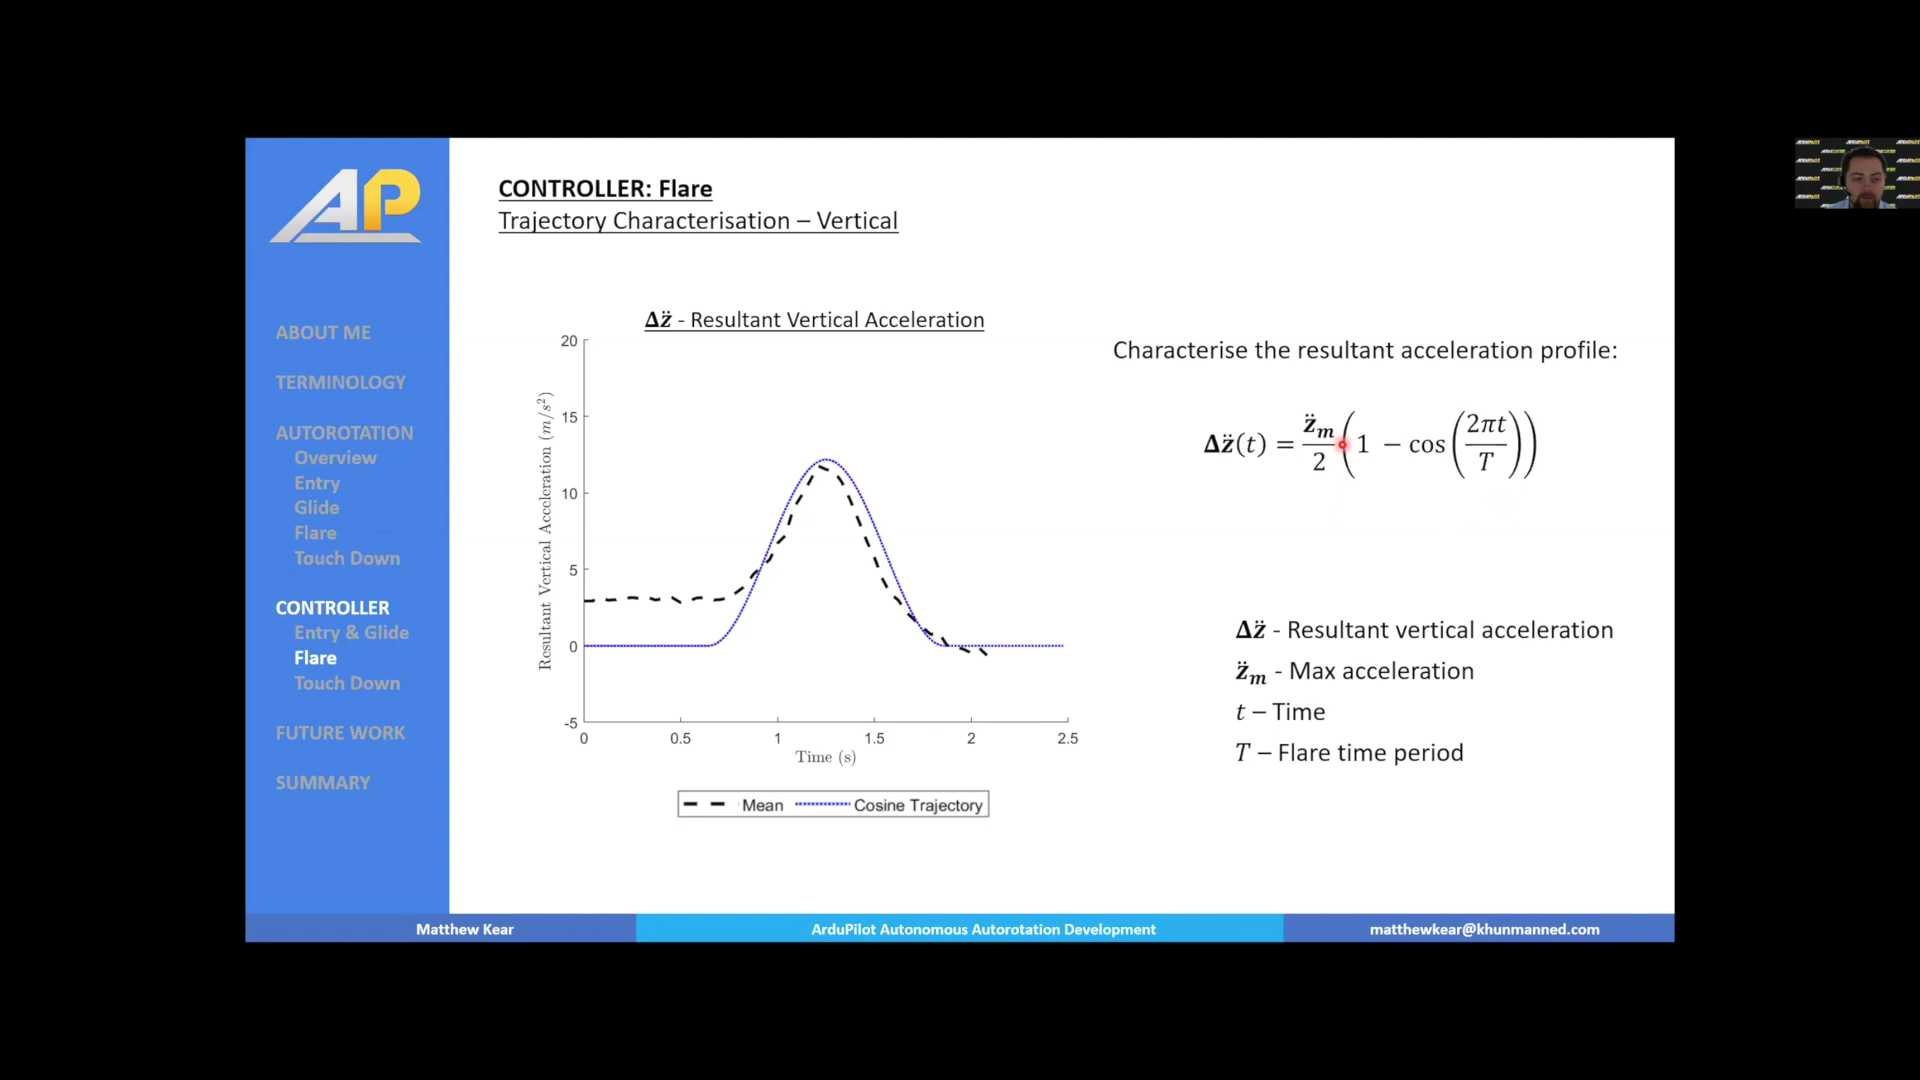 AP
ABOUT ME
TERMINOLOGY
AUTOROTATION
Overview
Entry
Glide
Flare
Touch Down
CONTROLLER
Entry & Glide
Flare
Touch Down
FUTURE WORK
SUMMARY
CONTROLLER: Flare
Trajectory Characterisation – Vertical
Δz̈ - Resultant Vertical Acceleration
Resultant Vertical Acceleration (m/s²)
20
15
10
5
0
-5
0 0.5 1 1.5 2 2.5
Time (s)
Mean Cosine Trajectory
Characterise the resultant acceleration profile:
Δz̈(t) = z̈ₘ/2 (1 − cos(2πt/T))
Δz̈ - Resultant vertical acceleration
z̈ₘ - Max acceleration
t – Time
T – Flare time period
Matthew Kear
ArduPilot Autonomous Autorotation Development
matthewkear@khunmanned.com